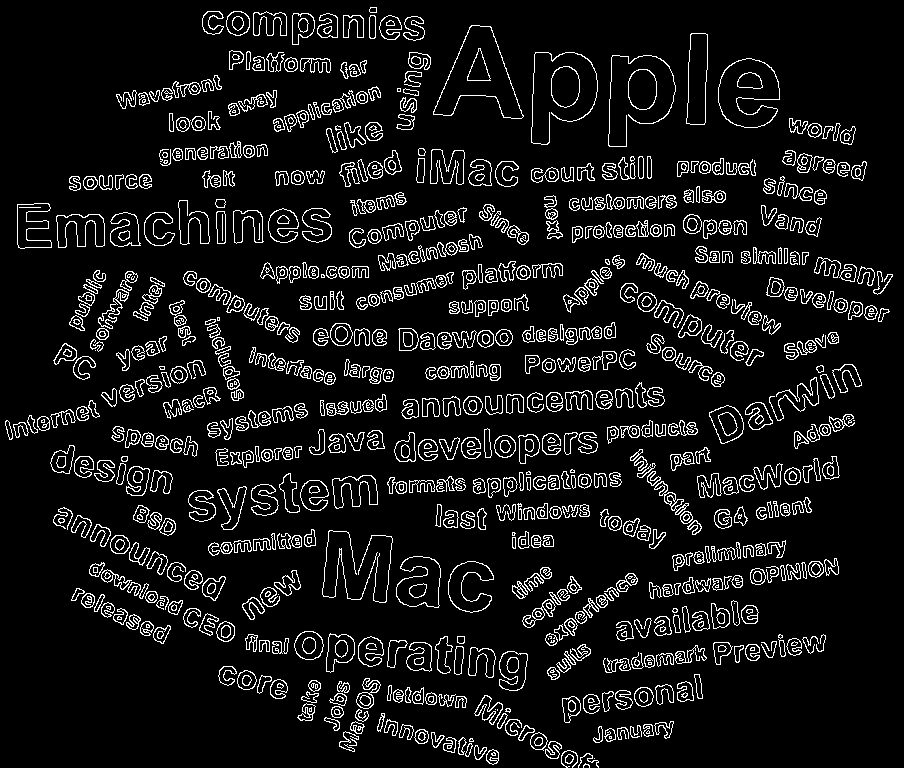 companies
Apple
Platform far
using
Wavefront
look away application
like
world
generation
source felt now filed iMac court still product agreed
since
items
Emachines
Computer Since next customers also
protection Open Vand
Macintosh
Apple.com
San similar many
public software Intel computers suit consumer platform
support Apple's much preview
Developer
best includes eOne Daewoo designed computer
PC year interface large coming PowerPC Source Steve
version
MacR
Internet systems issued announcements Darwin
speech Explorer Java developers products Adobe
design part
system formats applications injunction MacWorld
BSD last Windows today G4 client
announced committed idea
Mac preliminary
download CEO new time copied experience hardware OPINION
released available
final operating suits trademark Preview
core take Jobs MacOS letdown personal
innovative Microsoft January